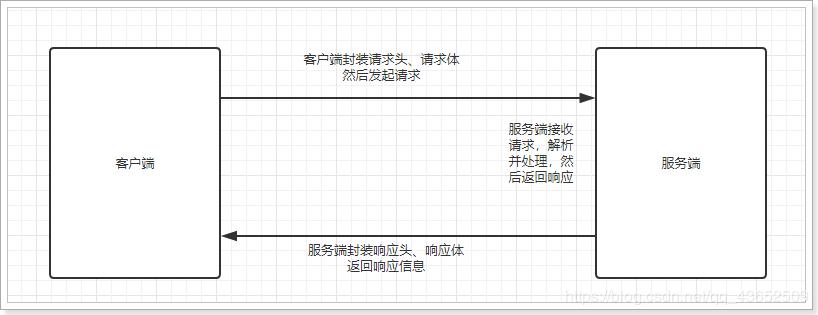 客户端封装请求头、请求体
然后发起请求
服务端接收
请求，解析
并处理，然
后返回响应
客户端
服务端
服务端封装响应头、响应体
返回响应信息
https://blog.csdn.net/qq_43652509